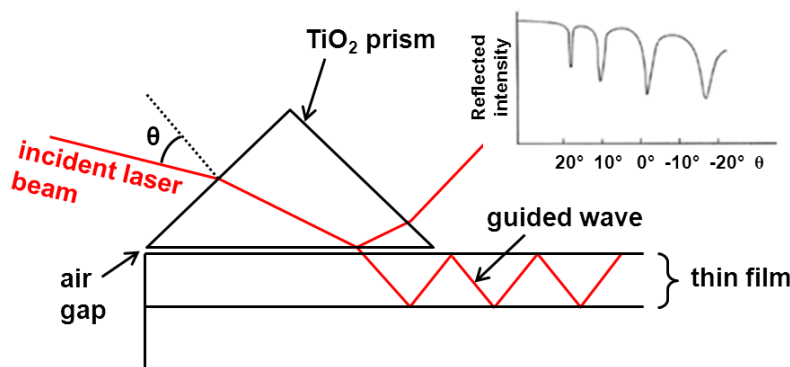 TiO₂ prism
θ
incident laser
beam
air
gap
guided wave
thin film
Reflected
intensity
20° 10° 0° -10° -20° θ